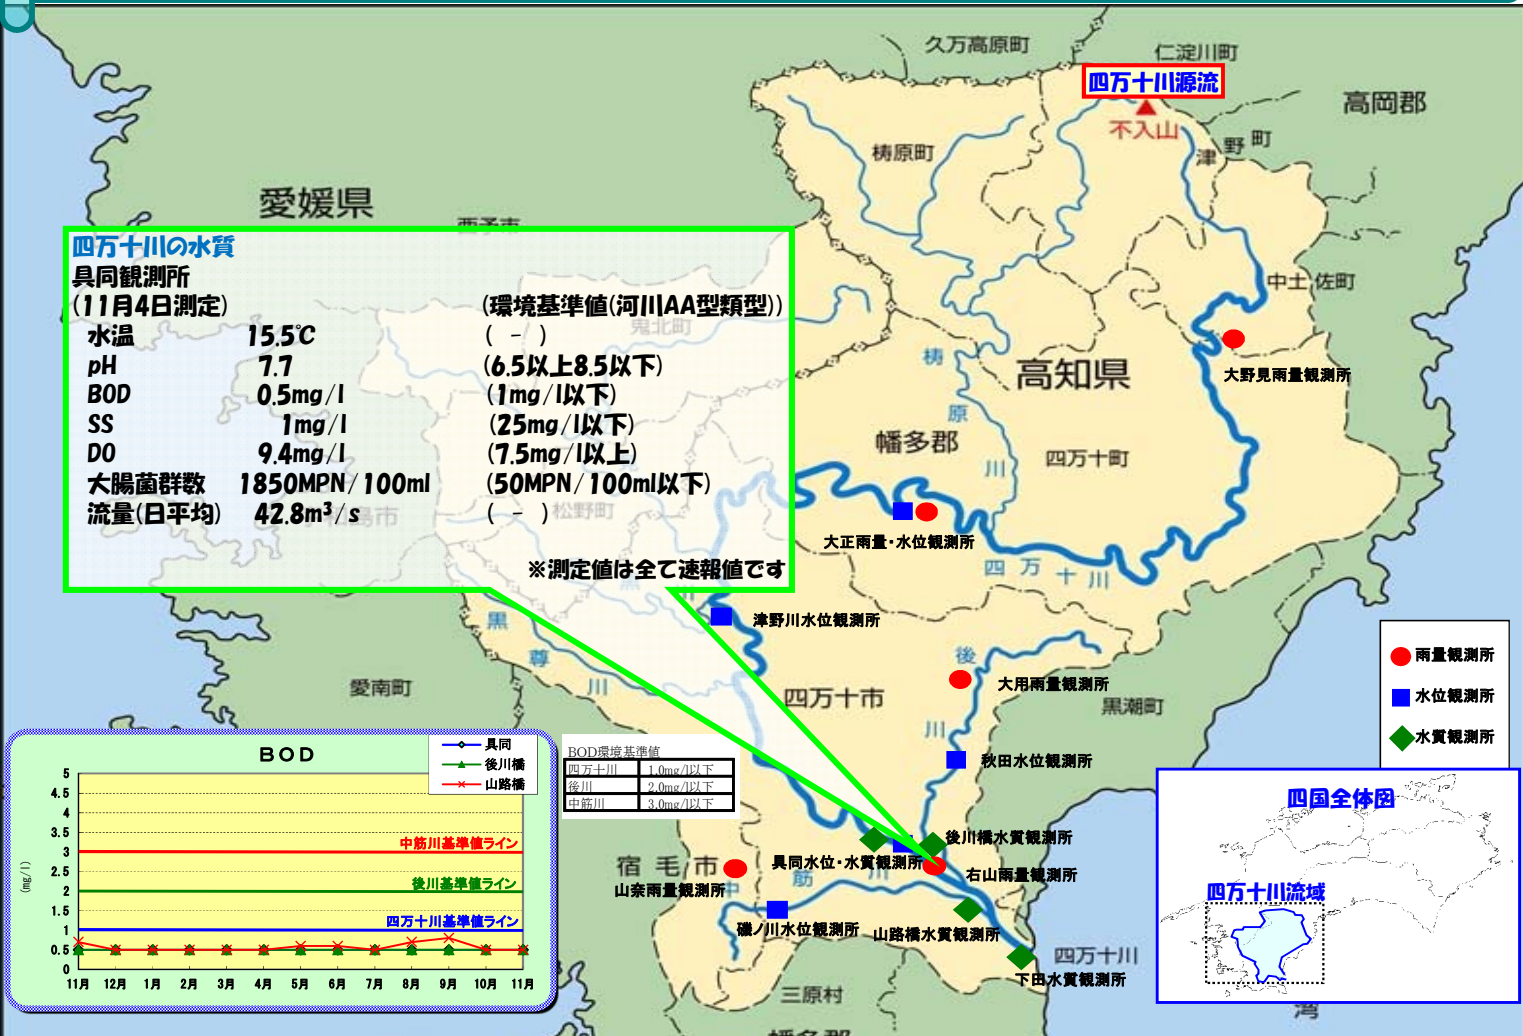 久万高原町
仁淀川町
四万十川源流
高岡郡
不入山
津野町
梼原町
愛媛県
西予市
四万十川の水質
具同観測所
(11月4日測定) (環境基準値(河川AA型類型))
水温 15.5℃ ( - )
pH 7.7 (6.5以上8.5以下)
BOD 0.5mg/l (1mg/l以下)
SS 1mg/l (25mg/l以下)
DO 9.4mg/l (7.5mg/l以上)
大腸菌群数 1850MPN/100ml (50MPN/100ml以下)
流量(日平均) 42.8m³/s ( - )
※測定値は全て速報値です
鬼北町
松野町
中土佐町
大野見雨量観測所
高知県
梼原川
幡多郡
四万十町
大正雨量・水位観測所
四万十川
津野川水位観測所
黒尊川
愛南町
四万十市
後川
大用雨量観測所
黒潮町
秋田水位観測所
雨量観測所
水位観測所
水質観測所
BOD
具同
後川橋
山路橋
(mg/l)
5
4.5
4
3.5
3
2.5
2
1.5
1
0.5
0
中筋川基準値ライン
後川基準値ライン
四万十川基準値ライン
11月 12月 1月 2月 3月 4月 5月 6月 7月 8月 9月 10月 11月
BOD環境基準値
四万十川 1.0mg/l以下
後川 2.0mg/l以下
中筋川 3.0mg/l以下
後川橋水質観測所
具同水位・水質観測所
右山雨量観測所
宿毛市
山奈雨量観測所
中筋川
磯ノ川水位観測所
山路橋水質観測所
四万十川
下田水質観測所
三原村
幡多郡
四国全体図
四万十川流域
湾